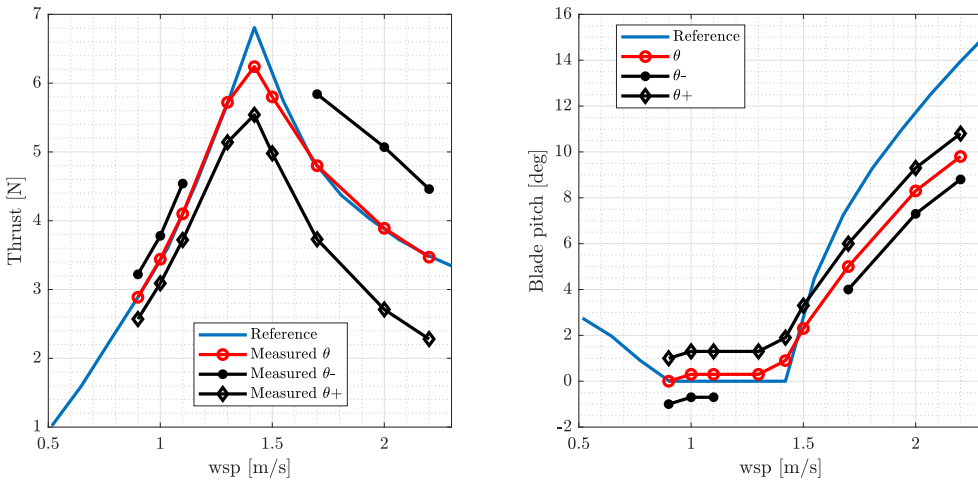 7
6
5
4
3
2
1
0.5
1
1.5
2
wsp [m/s]
Thrust [N]
Reference
Measured θ
Measured θ-
Measured θ+
16
14
12
10
8
6
4
2
0
-2
0.5
1
1.5
2
wsp [m/s]
Blade pitch [deg]
Reference
θ
θ-
θ+